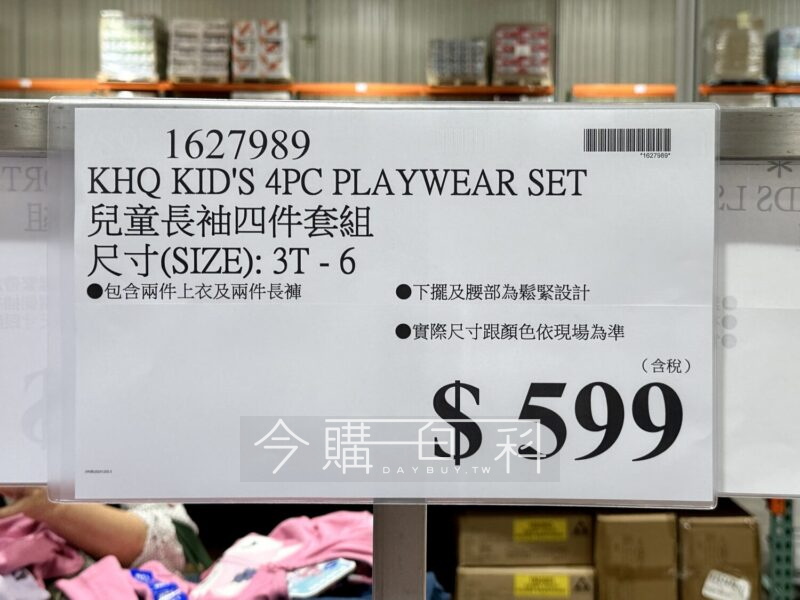 1627989
*1627989*
KHQ KID'S 4PC PLAYWEAR SET
兒童長袖四件套組
尺寸(SIZE): 3T - 6
●包含兩件上衣及兩件長褲
●下擺及腰部為鬆緊設計
●實際尺寸跟顏色依現場為準
(含稅)
$ 599
今購百科
DAYBUY.TW